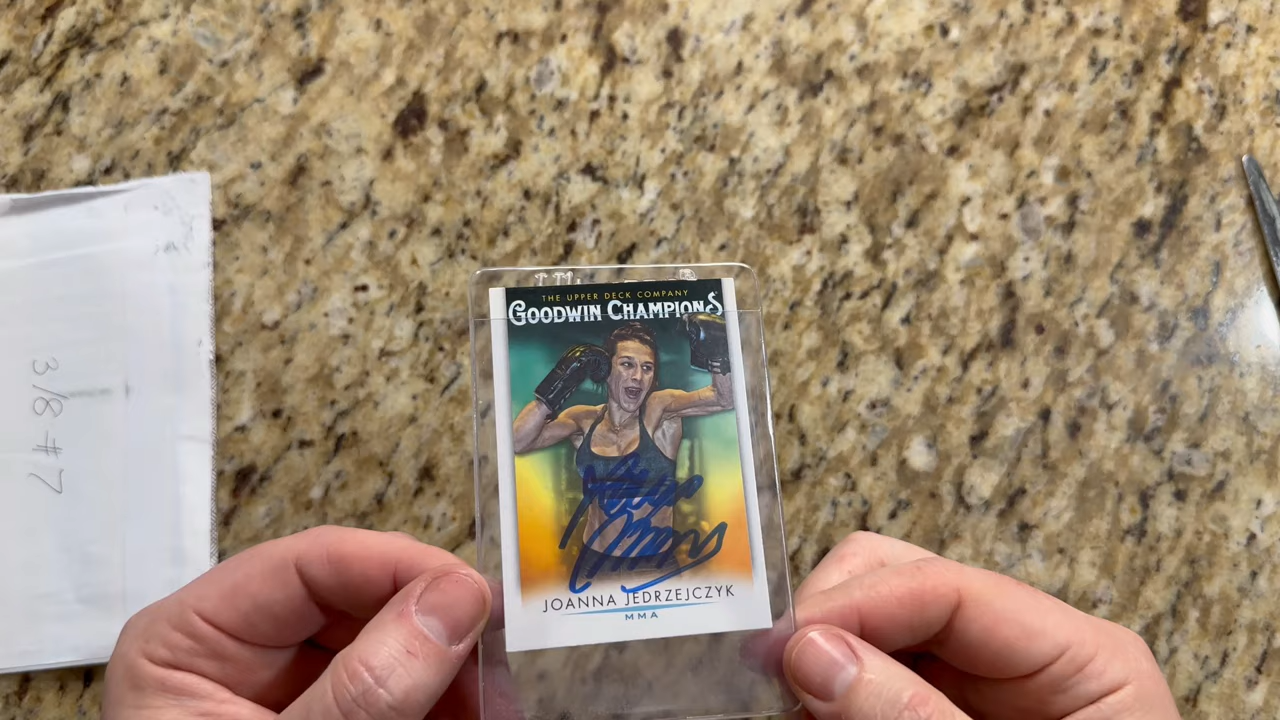 THE UPPER DECK COMPANY
GOODWIN CHAMPIONS
JOANNA JEDRZEJCZYK
MMA
3/8 #7